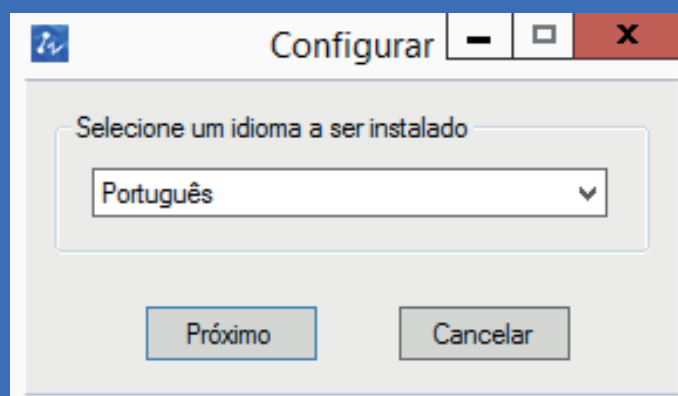 Configurar
Selecione um idioma a ser instalado
Português
Próximo
Cancelar